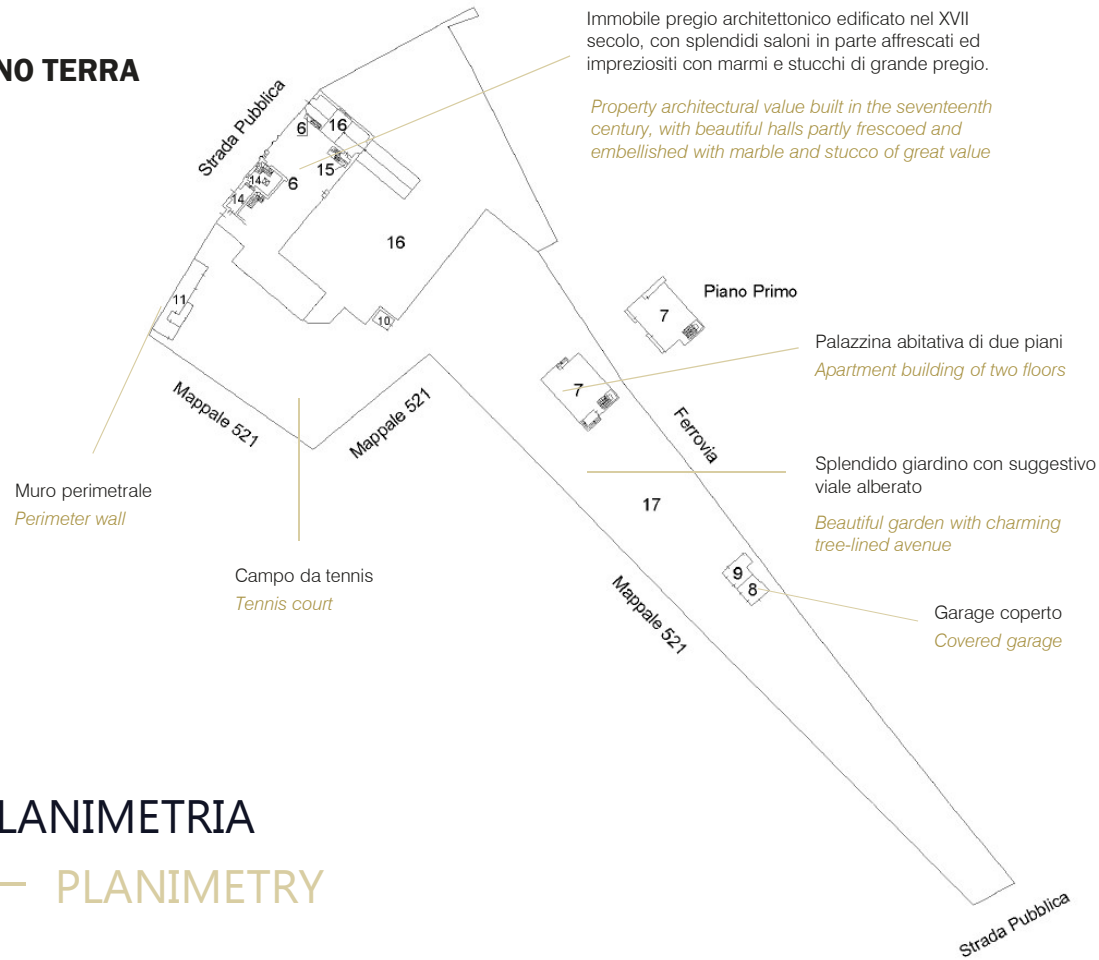 NO TERRA
Immobile pregio architettonico edificato nel XVII
secolo, con splendidi saloni in parte affrescati ed
impreziositi con marmi e stucchi di grande pregio.
Property architectural value built in the seventeenth
century, with beautiful halls partly frescoed and
embellished with marble and stucco of great value
Strada Pubblica
6
16
15
6
14
14
16
11
10
Piano Primo
7
Palazzina abitativa di due piani
Apartment building of two floors
7
Mappale 521
Mappale 521
Ferrovia
Muro perimetrale
Perimeter wall
Splendido giardino con suggestivo
viale alberato
Beautiful garden with charming
tree-lined avenue
17
Campo da tennis
Tennis court
9
8
Mappale 521
Garage coperto
Covered garage
LANIMETRIA
PLANIMETRY
Strada Pubblica